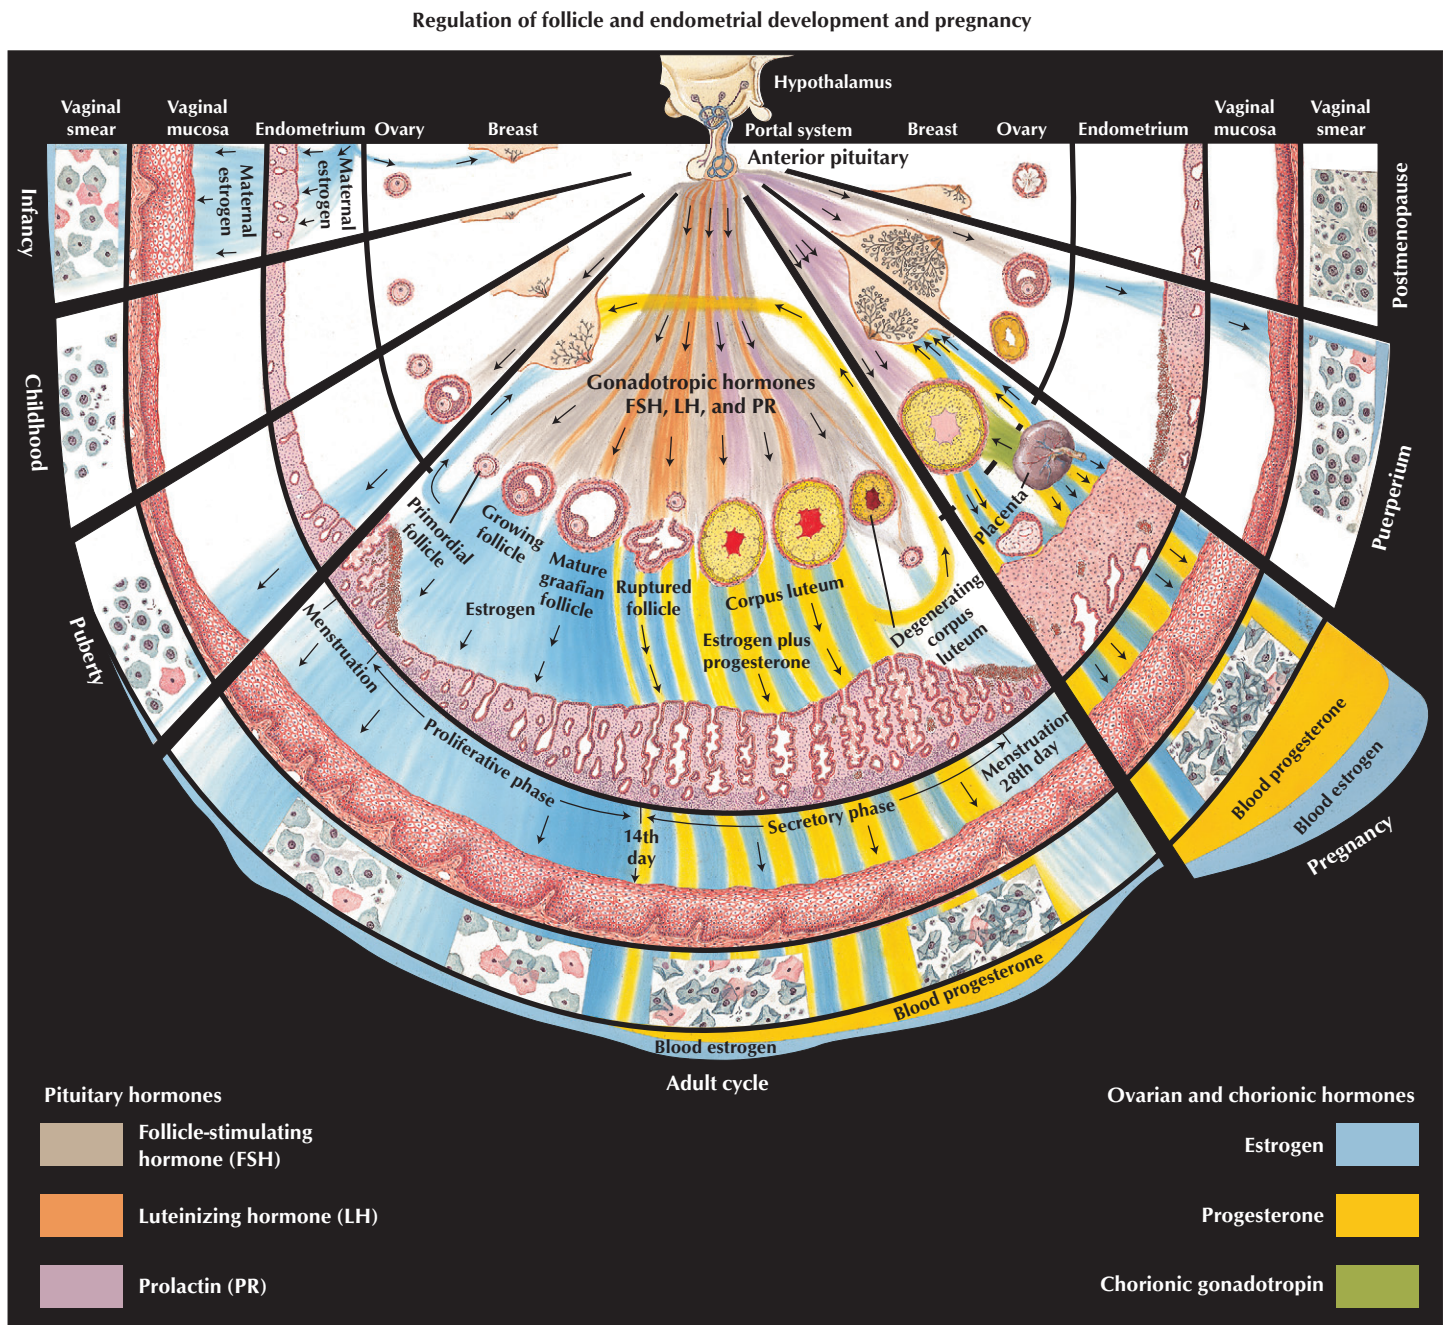 Regulation of follicle and endometrial development and pregnancy
Hypothalamus
Vaginal
smear
Vaginal
mucosa
Endometrium
Ovary
Breast
Portal system
Anterior pituitary
Breast
Ovary
Endometrium
Vaginal
mucosa
Vaginal
smear
Infancy
Maternal
estrogen
Maternal
estrogen
Postmenopause
Childhood
Puerperium
Puberty
Gonadotropic hormones
FSH, LH, and PR
Primordial
follicle
Growing
follicle
Mature
graafian
follicle
Ruptured
follicle
Corpus luteum
Degenerating
corpus
luteum
Placenta
Estrogen
Estrogen plus
progesterone
Menstruation
Proliferative phase
14th
day
Secretory phase
Menstruation
28th day
Blood progesterone
Blood estrogen
Pregnancy
Blood progesterone
Blood estrogen
Adult cycle
Pituitary hormones
Follicle-stimulating
hormone (FSH)
Luteinizing hormone (LH)
Prolactin (PR)
Ovarian and chorionic hormones
Estrogen
Progesterone
Chorionic gonadotropin